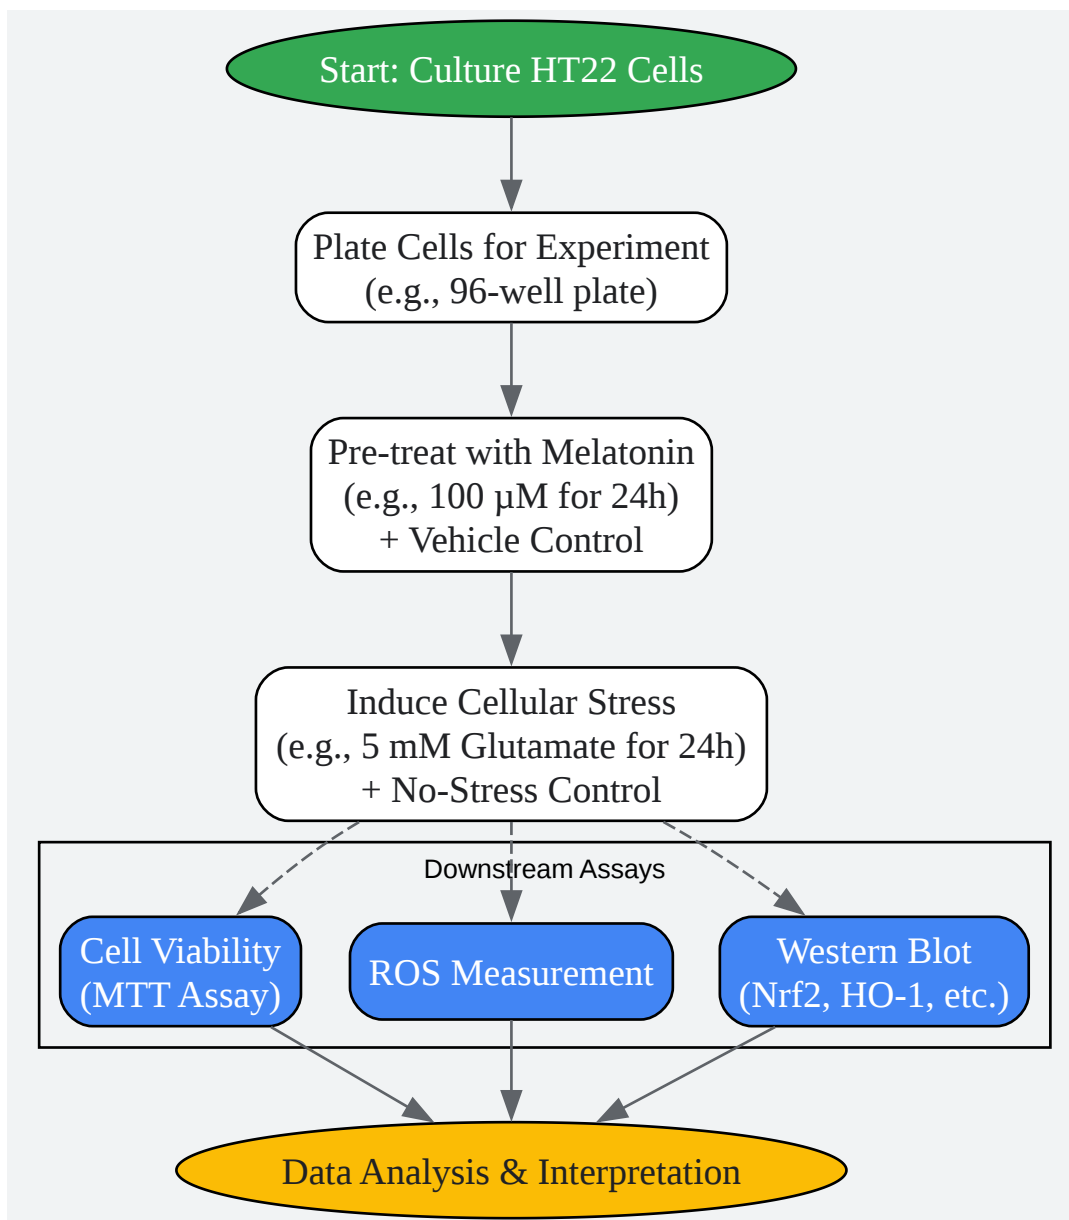 Start: Culture HT22 Cells
Plate Cells for Experiment
(e.g., 96-well plate)
Pre-treat with Melatonin
(e.g., 100 µM for 24h)
+ Vehicle Control
Induce Cellular Stress
(e.g., 5 mM Glutamate for 24h)
+ No-Stress Control
Downstream Assays
Cell Viability
(MTT Assay)
ROS Measurement
Western Blot
(Nrf2, HO-1, etc.)
Data Analysis & Interpretation